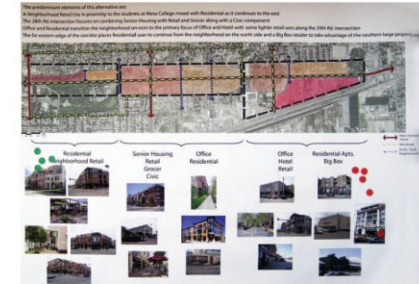 The predominent elements of this alternative are:
A Neighborhood Retail Use in proximity to the students at Mesa College mixed with Residential as it continues to the east
The 28th Rd intersection focuses on combining Senior Housing with Retail and Grocer along with a Civic component
Office and Residential transition the neighborhood services to the primary focus of Office and Hotel with some lighter retail uses along the 29th Rd. intersection
The far eastern edge of the corridor places Residential uses to continue from the neighborhood on the north side and a Big Box retailer to take advantage of the southern large property
Residential
Neighborhood Retail
Senior Housing
Retail
Grocer
Civic
Office
Residential
Office
Hotel
Retail
Residential Apts.
Big Box